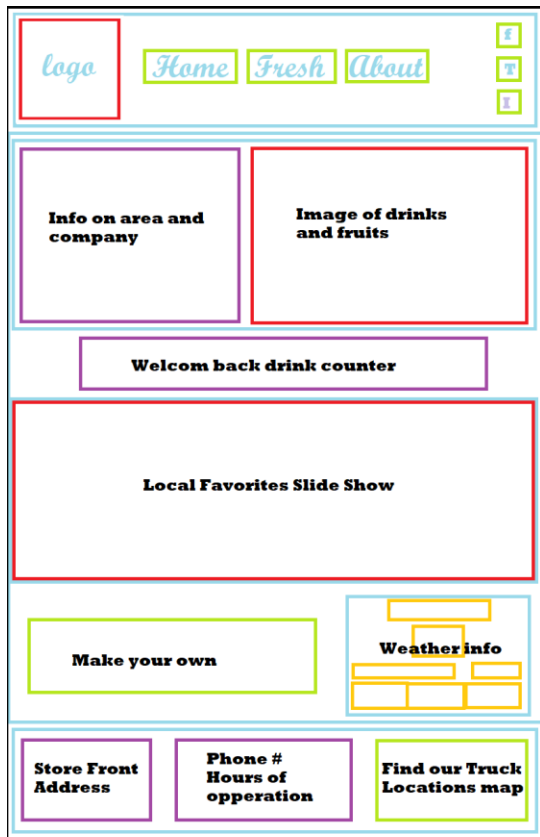 logo
Home Fresh About
f
T
I
Info on area and
company
Image of drinks
and fruits
Welcom back drink counter
Local Favorites Slide Show
Make your own
Weather info
Store Front
Address
Phone #
Hours of
opperation
Find our Truck
Locations map